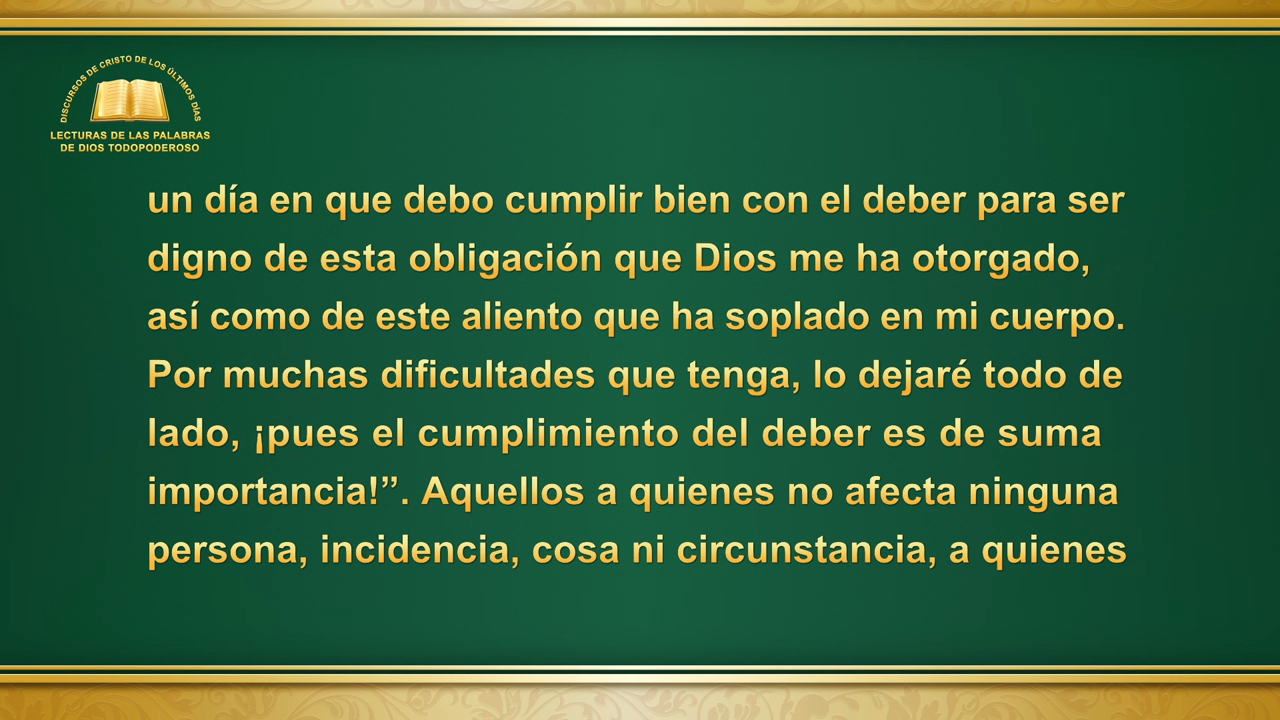 DISCURSOS DE CRISTO DE LOS ÚLTIMOS DÍAS
LECTURAS DE LAS PALABRAS
DE DIOS TODOPODEROSO
un día en que debo cumplir bien con el deber para ser
digno de esta obligación que Dios me ha otorgado,
así como de este aliento que ha soplado en mi cuerpo.
Por muchas dificultades que tenga, lo dejaré todo de
lado, ¡pues el cumplimiento del deber es de suma
importancia!”. Aquellos a quienes no afecta ninguna
persona, incidencia, cosa ni circunstancia, a quienes